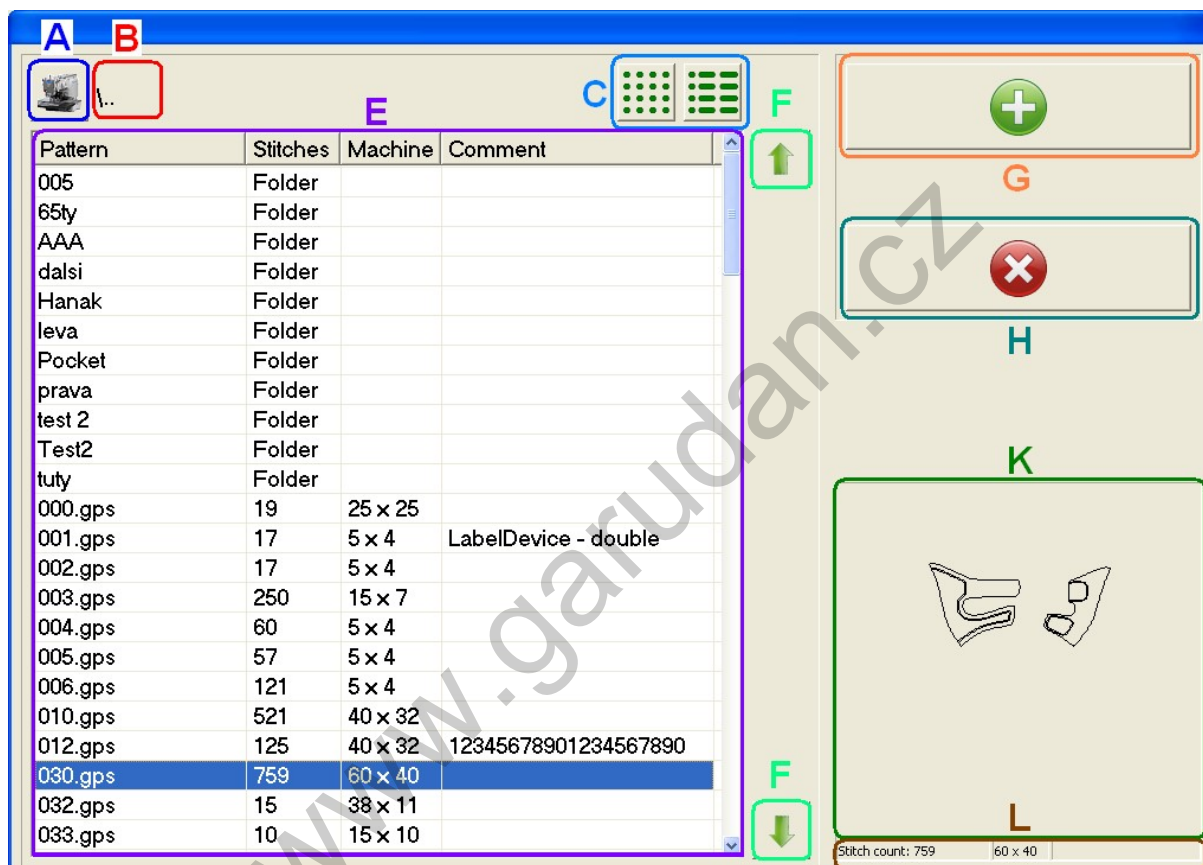 A
B
\..
C
E
F
Pattern Stitches Machine Comment
005 Folder
65ty Folder
AAA Folder
dalsi Folder
Hanak Folder
leva Folder
Pocket Folder
prava Folder
test 2 Folder
Test2 Folder
tuty Folder
000.gps 19 25 x 25
001.gps 17 5 x 4 LabelDevice - double
002.gps 17 5 x 4
003.gps 250 15 x 7
004.gps 60 5 x 4
005.gps 57 5 x 4
006.gps 121 5 x 4
010.gps 521 40 x 32
012.gps 125 40 x 32 12345678901234567890
030.gps 759 60 x 40
032.gps 15 38 x 11
033.gps 10 15 x 10
F
G
H
K
L
Stitch count: 759 60 x 40
www.garudan.cz